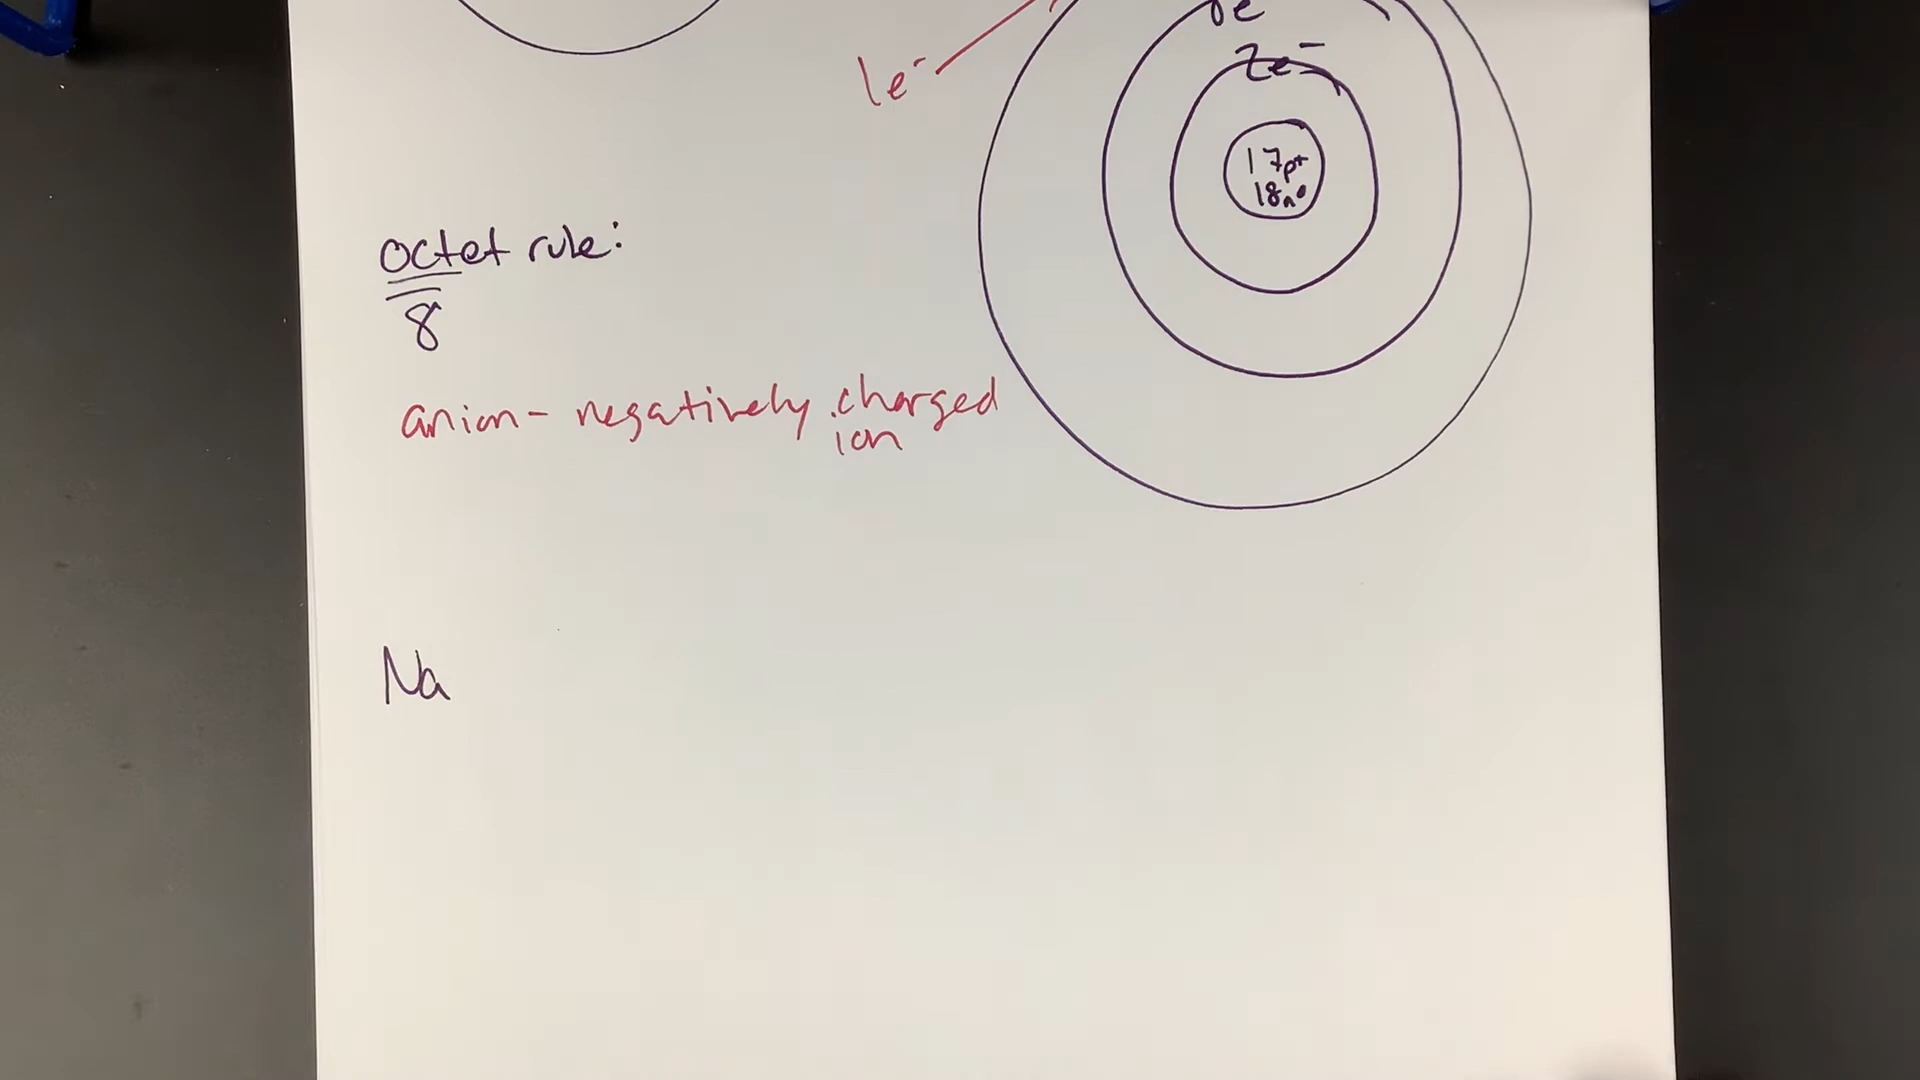 2e⁻
1e⁻
17p⁺
18n⁰
octet rule:
8
anion- negatively charged
ion
Na